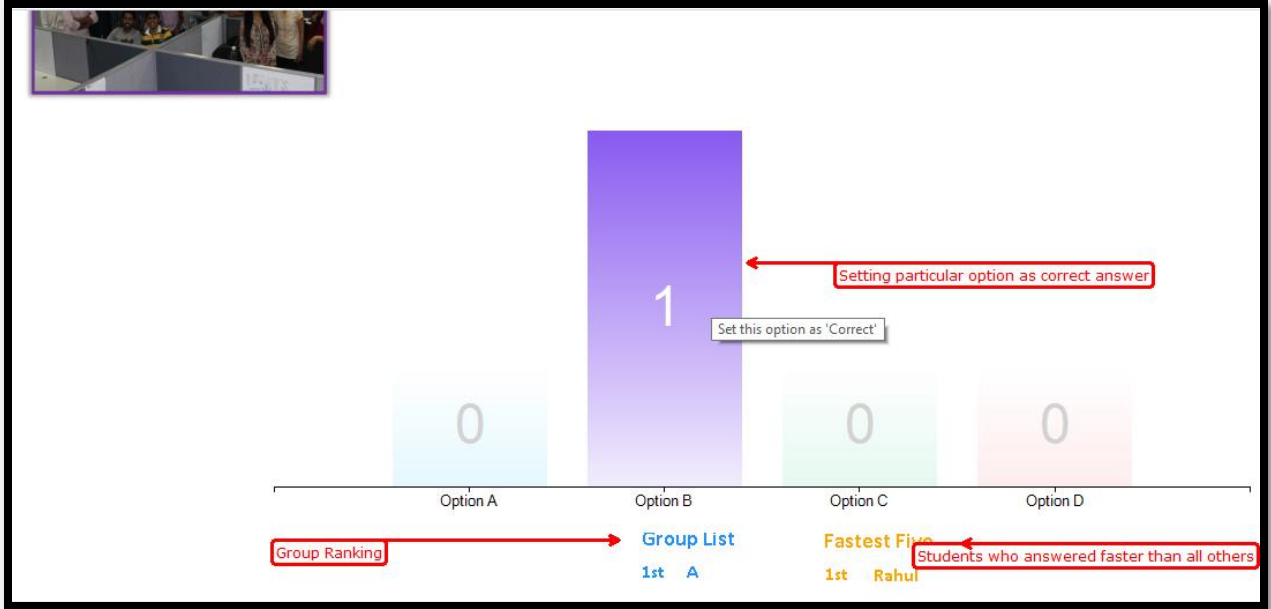 Setting particular option as correct answer
1
Set this option as 'Correct'
0
0
0
Option A
Option B
Option C
Option D
Group Ranking
Group List
Fastest Five
Students who answered faster than all others
1st A
1st Rahul